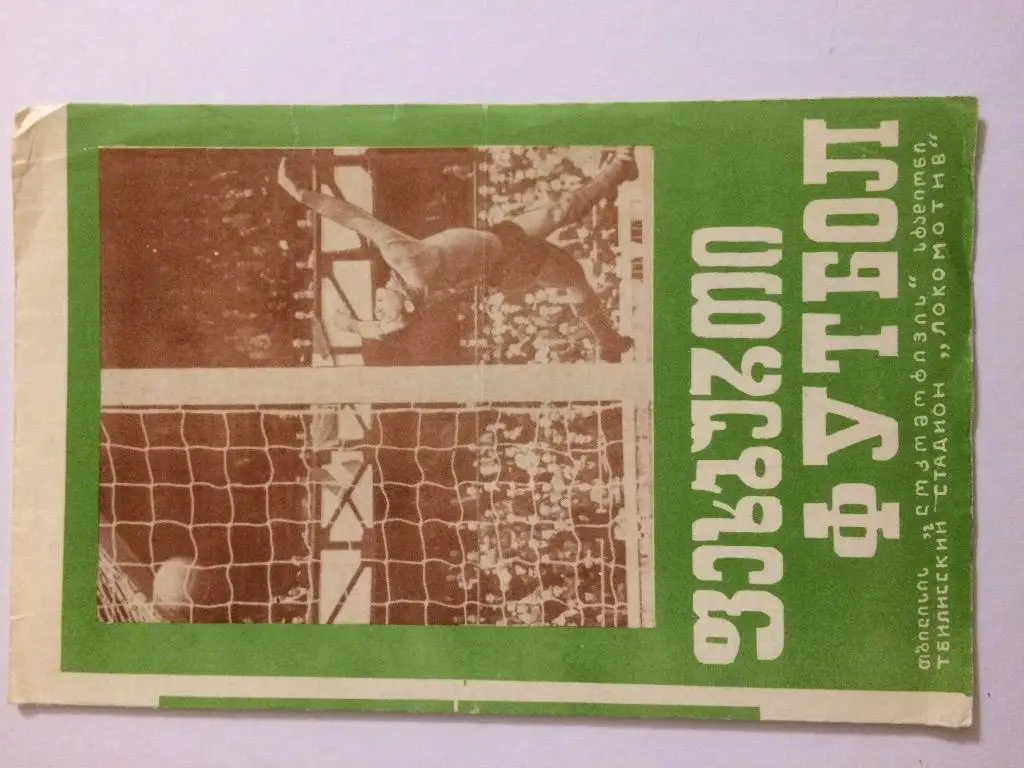 ფეხბურთი
ФУТБОЛ
თბილისის „ლოკომოტივის“ სტადიონი
ТБИЛИССКИЙ СТАДИОН „ЛОКОМОТИВ“